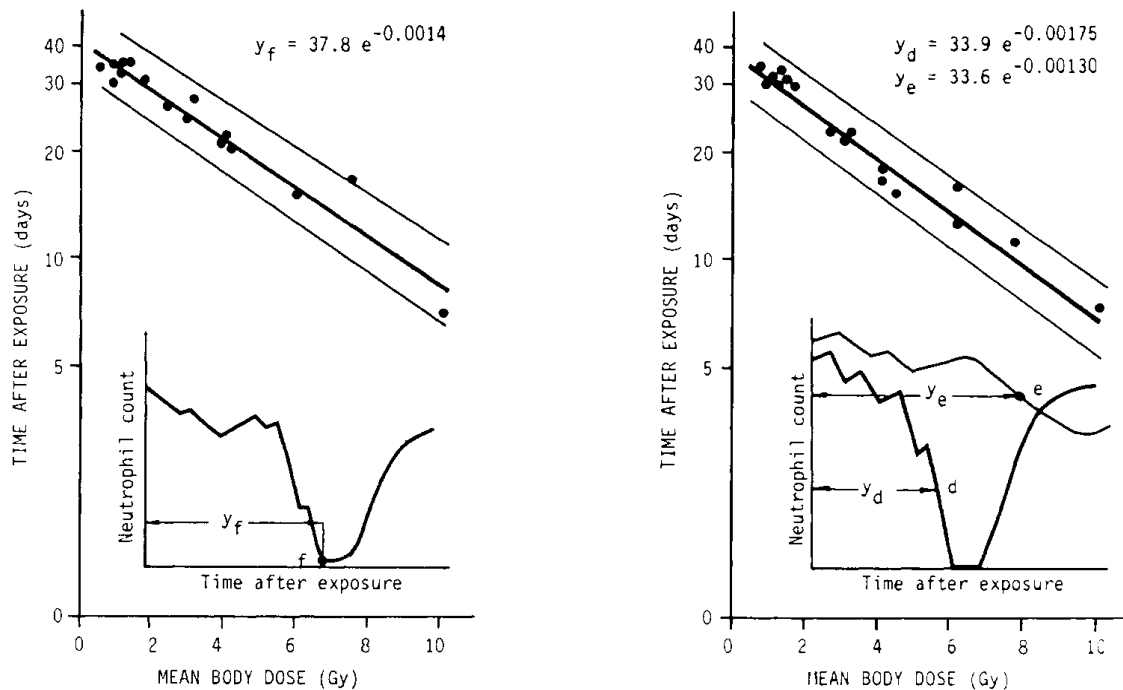 y_f = 37.8 e^-0.0014
40
30
20
10
5
0
TIME AFTER EXPOSURE (days)
Neutrophil count
y_f
f
Time after exposure
0 2 4 6 8 10
MEAN BODY DOSE (Gy)
y_d = 33.9 e^-0.00175
y_e = 33.6 e^-0.00130
40
30
20
10
5
0
TIME AFTER EXPOSURE (days)
Neutrophil count
y_e
e
y_d
d
Time after exposure
0 2 4 6 8 10
MEAN BODY DOSE (Gy)